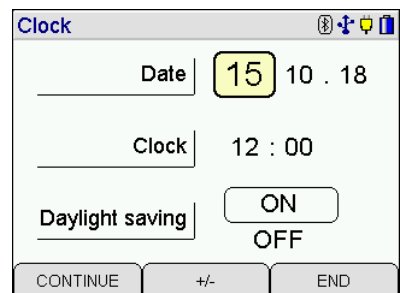 Clock
Date 15 10 . 18
Clock 12 : 00
Daylight saving ON
OFF
CONTINUE +/- END